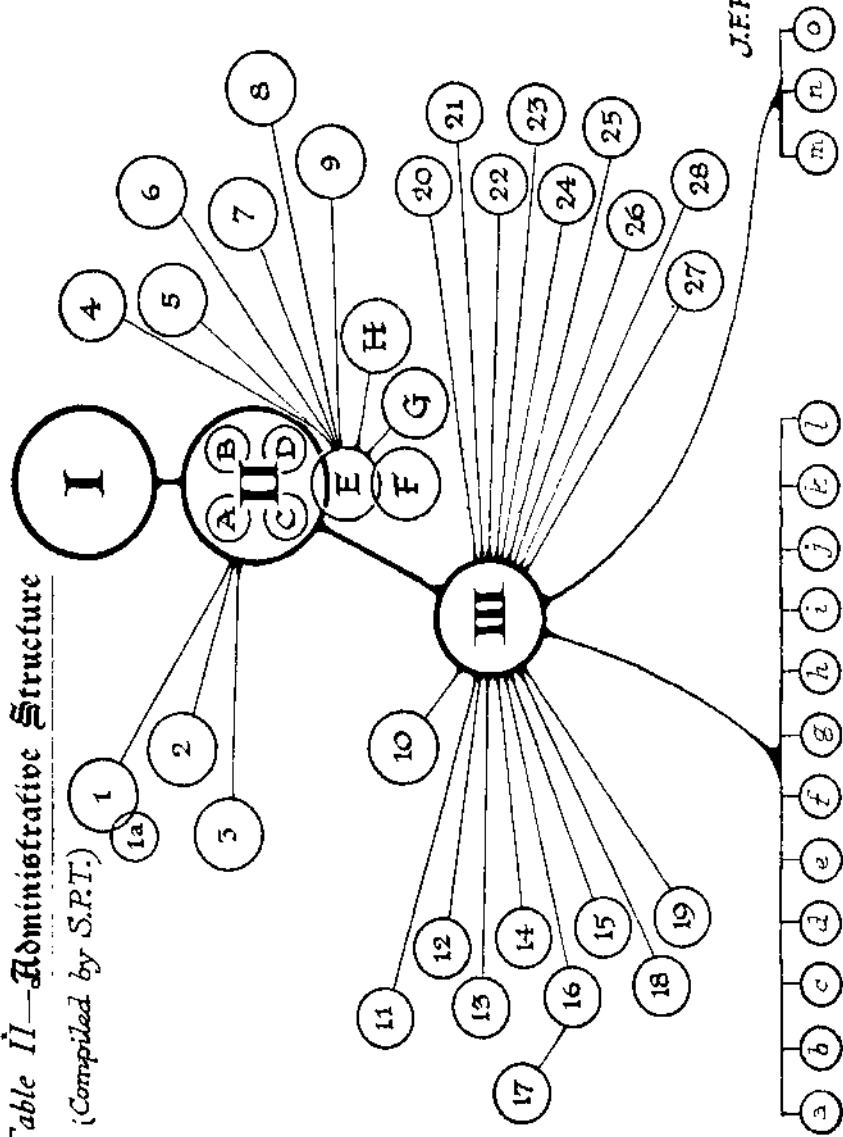 Table II—Administrative Structure
(Compiled by S.P.T.)
I
II
A
B
C
D
E
F
G
H
III
1
1a
2
3
4
5
6
7
8
9
10
11
12
13
14
15
16
17
18
19
20
21
22
23
24
25
26
27
28
a
b
c
d
e
f
g
h
i
j
k
l
m
n
o